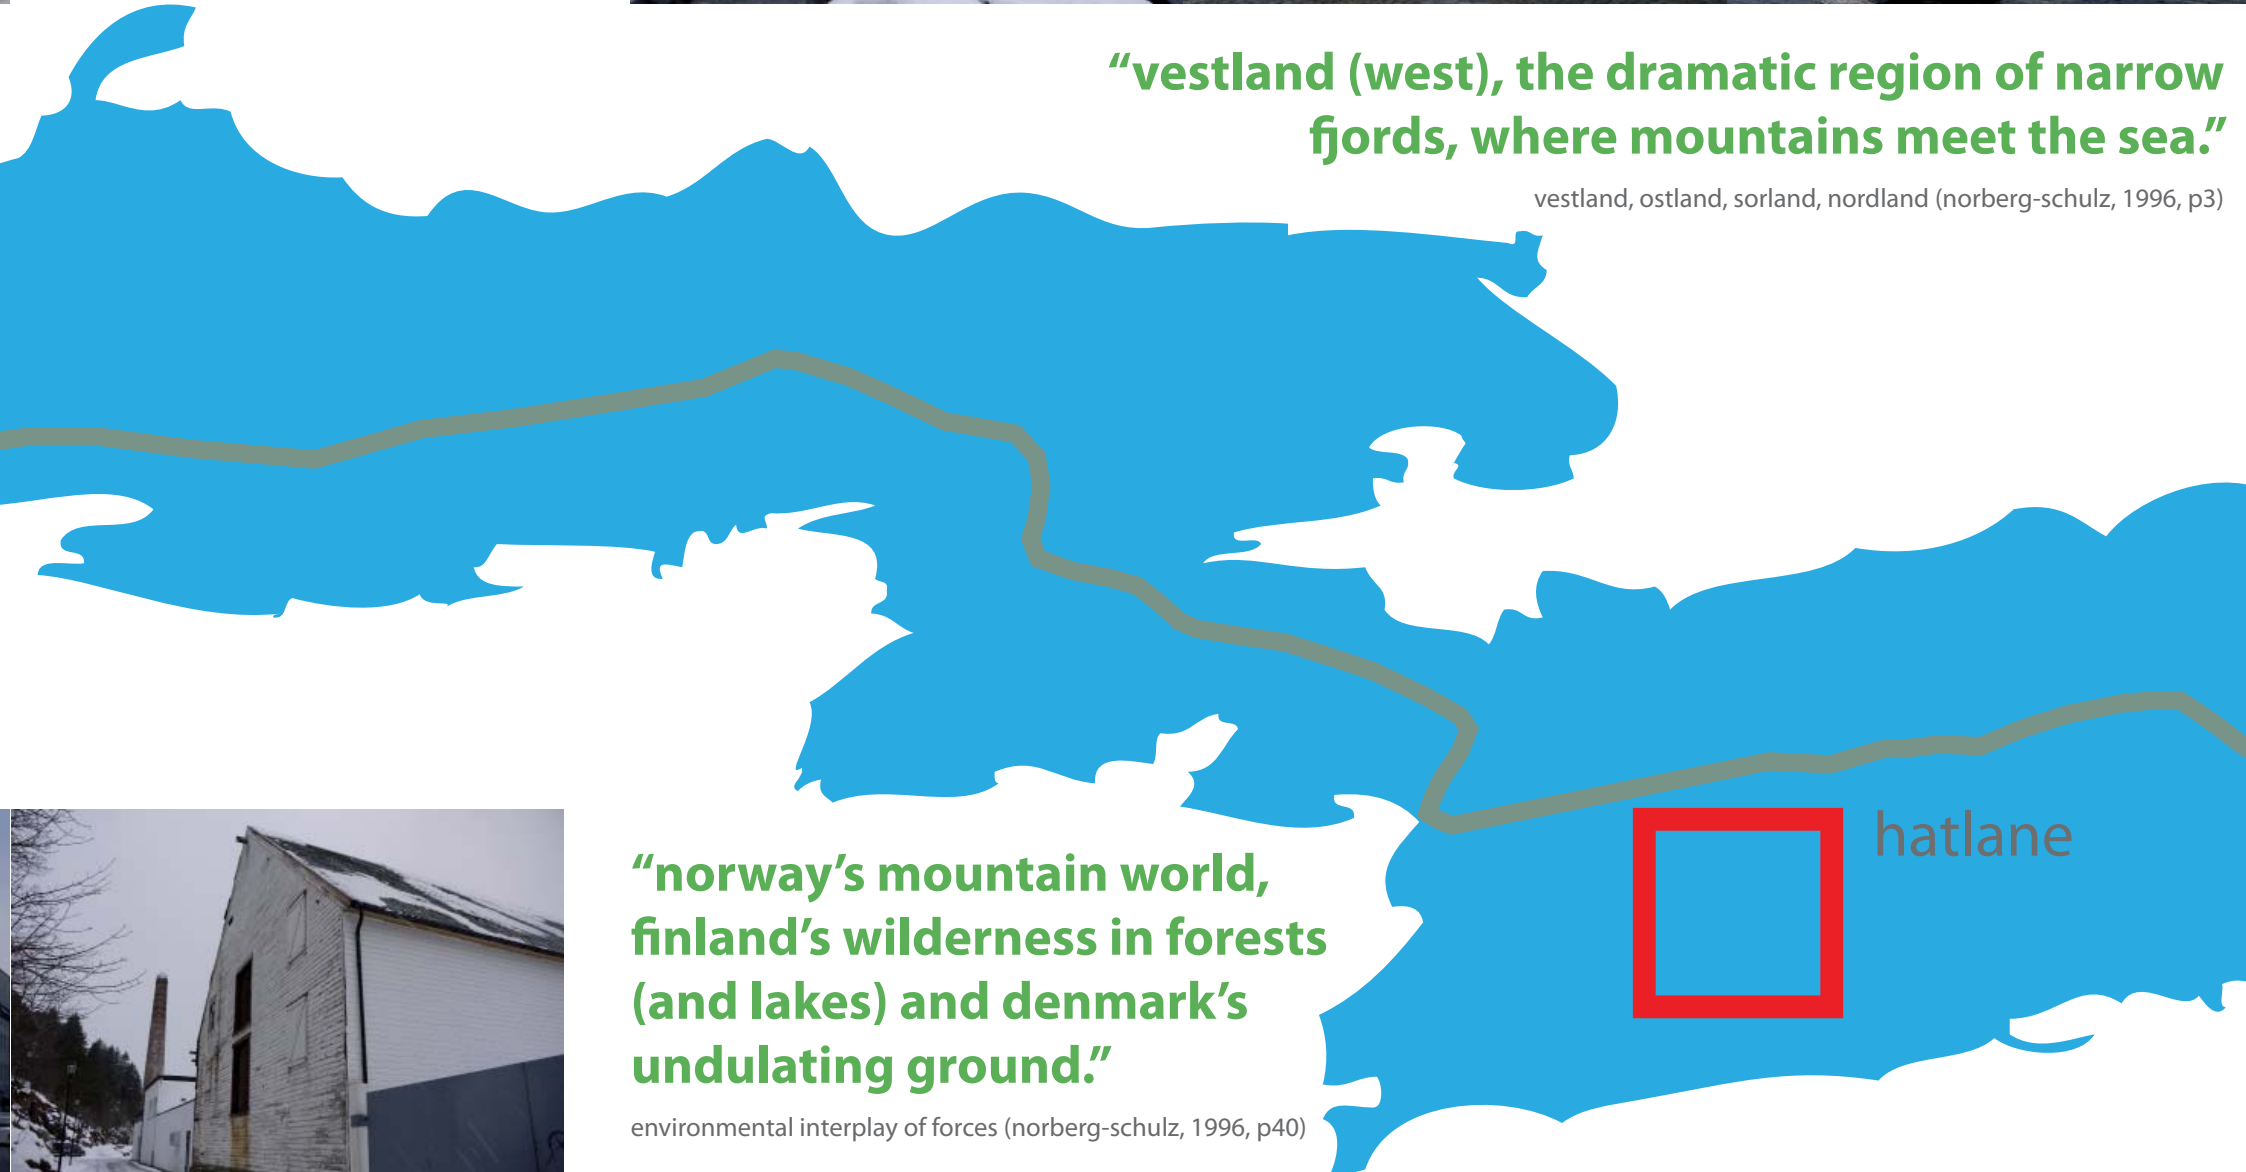 “vestland (west), the dramatic region of narrow
fjords, where mountains meet the sea.”
vestland, ostland, sorland, nordland (norberg-schulz, 1996, p3)
hatlane
“norway’s mountain world,
finland’s wilderness in forests
(and lakes) and denmark’s
undulating ground.”
environmental interplay of forces (norberg-schulz, 1996, p40)